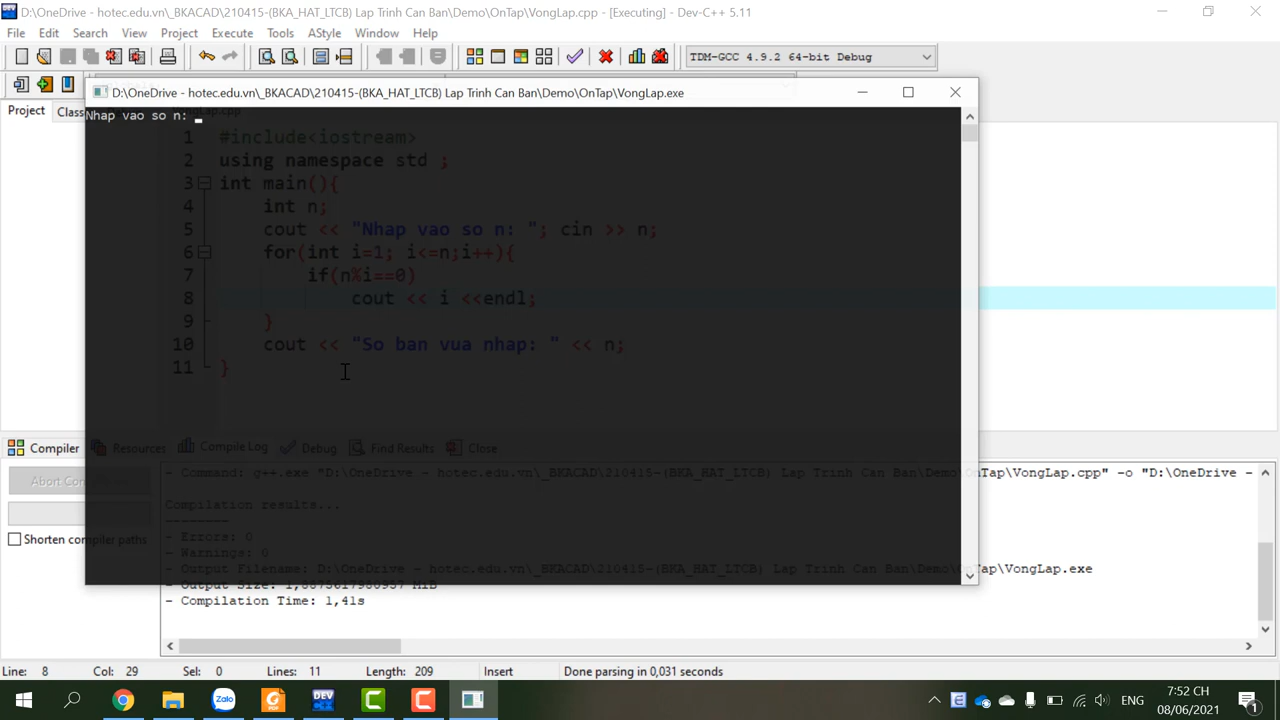 D:\OneDrive - hotec.edu.vn\_BKACAD\210415-(BKA_HAT_LTCB) Lap Trinh Can Ban\Demo\OnTap\VongLap.cpp - [Executing] - Dev-C++ 5.11
File Edit Search View Project Execute Tools AStyle Window Help
TDM-GCC 4.9.2 64-bit Debug
D:\OneDrive - hotec.edu.vn\_BKACAD\210415-(BKA_HAT_LTCB) Lap Trinh Can Ban\Demo\OnTap\VongLap.exe
Project Class
Nhap vao so n:
1 #include<iostream>
2 using namespace std ;
3 int main(){
4 int n;
5 cout << "Nhap vao so n: "; cin >> n;
6 for(int i=1; i<=n;i++){
7 if(n%i==0)
8 cout << i <<endl;
9 }
10 cout << "So ban vua nhap: " << n;
11 }
Compiler Resources Compile Log Debug Find Results Close
Abort
Shorten compiler paths
- Command: g++.exe "D:\OneDrive - hotec.edu.vn\_BKACAD\210415-(BKA_HAT_LTCB) Lap Trinh Can Ban\Demo\OnTap\VongLap.cpp" -o "D:\OneDrive -
Compilation results...
--------
- Errors: 0
- Warnings: 0
- Output Filename: D:\OneDrive - hotec.edu.vn\_BKACAD\210415-(BKA_HAT_LTCB) Lap Trinh Can Ban\Demo\OnTap\VongLap.exe
- Output Size: MiB
- Compilation Time: 1,41s
Line: 8 Col: 29 Sel: 0 Lines: 11 Length: 209 Insert Done parsing in 0,031 seconds
Zalo PDF DEV C++ C C E ENG 7:52 CH
08/06/2021 1